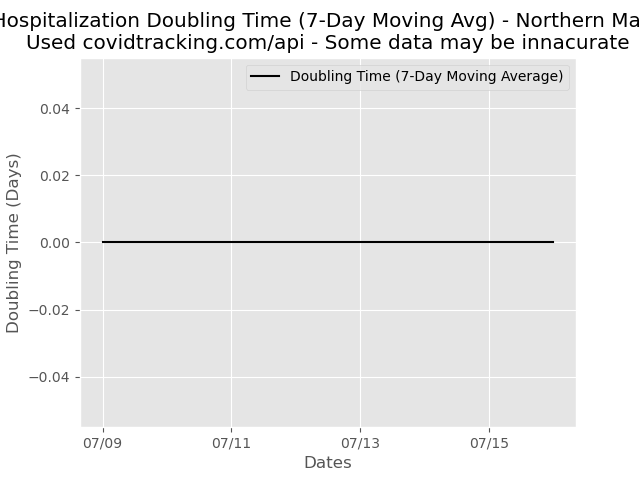 Hospitalization Doubling Time (7-Day Moving Avg) - Northern Ma
Used covidtracking.com/api - Some data may be innacurate
Doubling Time (7-Day Moving Average)
Doubling Time (Days)
0.04
0.02
0.00
−0.02
−0.04
07/09
07/11
07/13
07/15
Dates